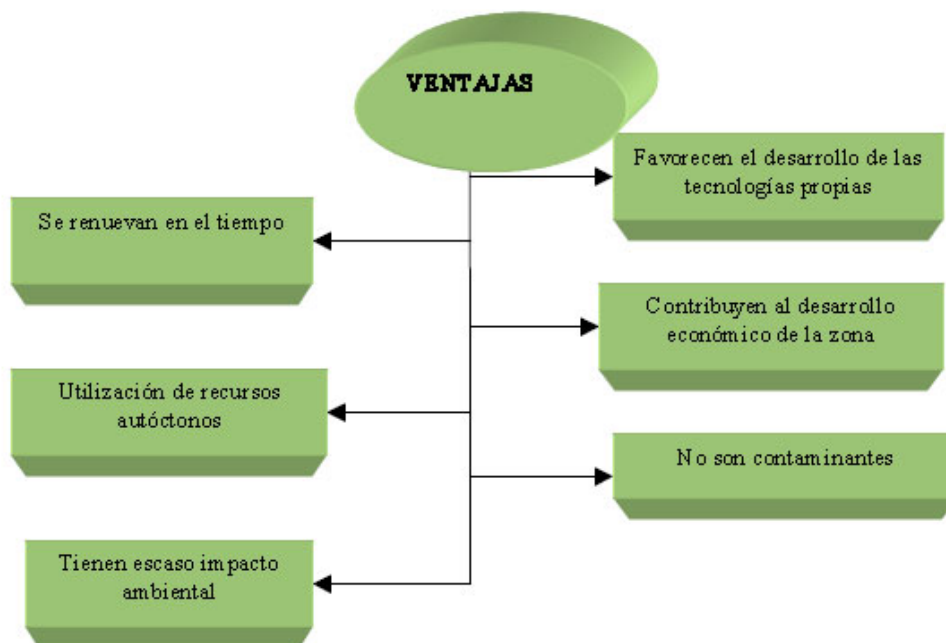 VENTAJAS
Favorecen el desarrollo de las
tecnologías propias
Se renuevan en el tiempo
Contribuyen al desarrollo
económico de la zona
Utilización de recursos
autóctonos
No son contaminantes
Tienen escaso impacto
ambiental